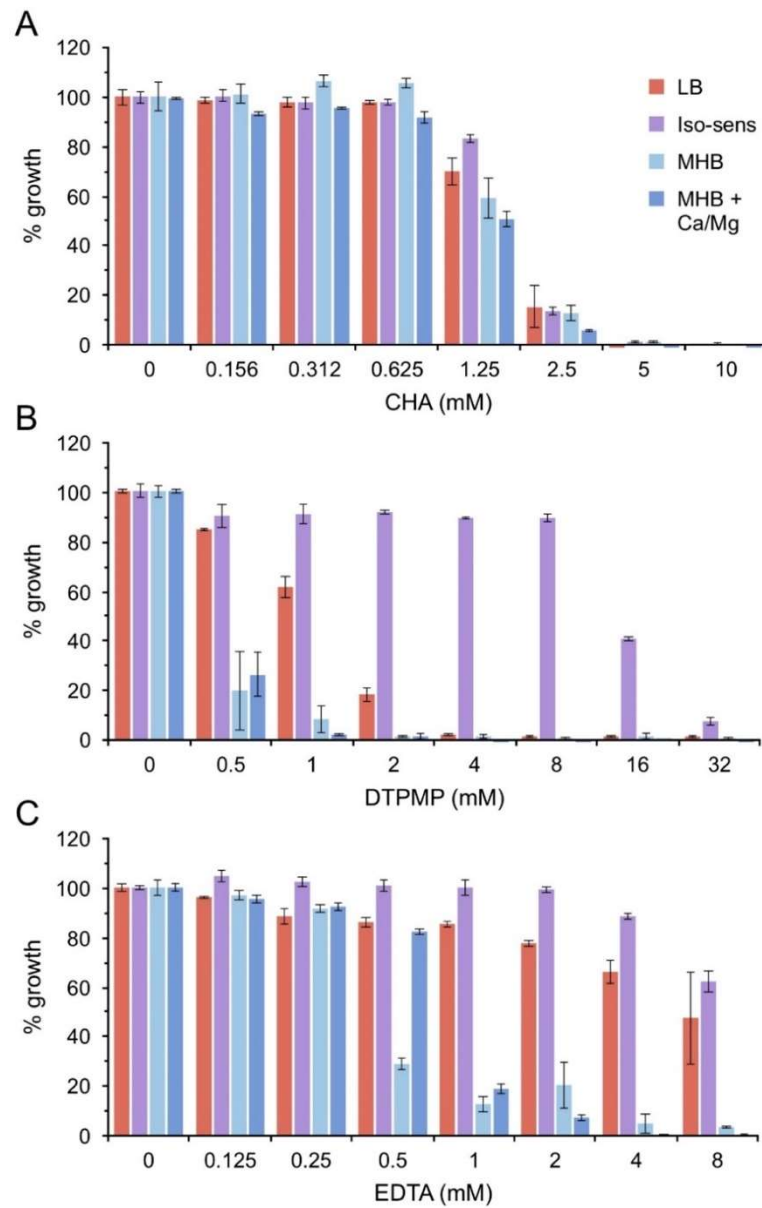 A
120
100
80
60
40
20
0
% growth
LB
Iso-sens
MHB
MHB +
Ca/Mg
0 0.156 0.312 0.625 1.25 2.5 5 10
CHA (mM)
B
120
100
80
60
40
20
0
% growth
0 0.5 1 2 4 8 16 32
DTPMP (mM)
C
120
100
80
60
40
20
0
% growth
0 0.125 0.25 0.5 1 2 4 8
EDTA (mM)